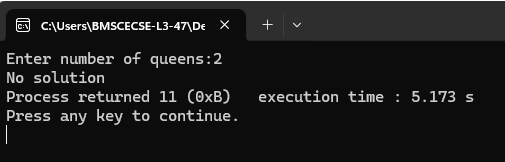 C:\Users\BMSCECSE-L3-47\De
Enter number of queens:2
No solution
Process returned 11 (0xB)   execution time : 5.173 s
Press any key to continue.